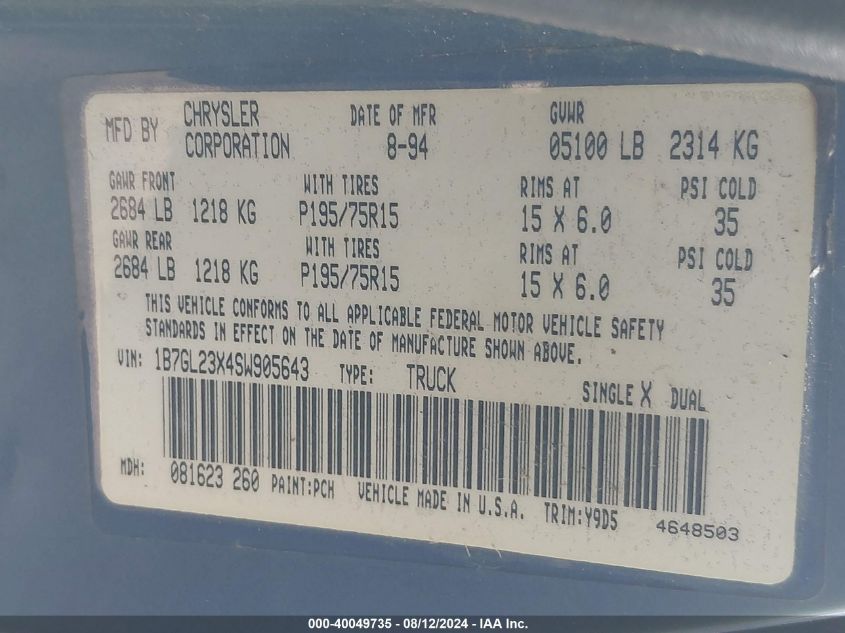 MFD BY CHRYSLER CORPORATION DATE OF MFR 8-94 GVWR 05100 LB 2314 KG
GAWR FRONT WITH TIRES RIMS AT PSI COLD
2684 LB 1218 KG P195/75R15 15 X 6.0 35
GAWR REAR WITH TIRES RIMS AT PSI COLD
2684 LB 1218 KG P195/75R15 15 X 6.0 35
THIS VEHICLE CONFORMS TO ALL APPLICABLE FEDERAL MOTOR VEHICLE SAFETY
STANDARDS IN EFFECT ON THE DATE OF MANUFACTURE SHOWN ABOVE.
VIN: 1B7GL23X4SW905643 TYPE: TRUCK SINGLE X DUAL
MDH: 081623 260 PAINT:PCH VEHICLE MADE IN U.S.A. TRIM:Y9D5 4648503
000-40049735 - 08/12/2024 - IAA Inc.